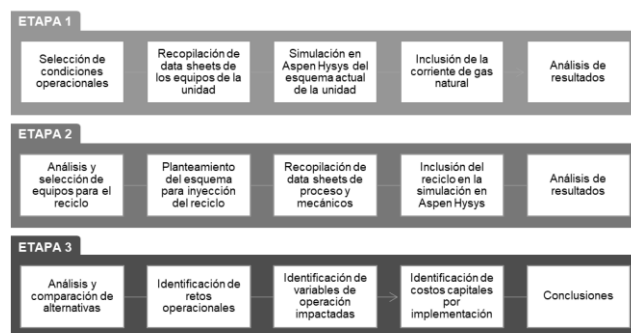 ETAPA 1
Selección de
condiciones
operacionales
Recopilación de
data sheets de
los equipos de la
unidad
Simulación en
Aspen Hysys del
esquema actual de
la unidad
Inclusión de la
corriente de gas
natural
Análisis de
resultados
ETAPA 2
Análisis y
selección de
equipos para el
reciclo
Planteamiento
del esquema
para inyección
del reciclo
Recopilación de
data sheets de
proceso y
mecánicos
Inclusión del
reciclo en la
simulación en
Aspen Hysys
Análisis de
resultados
ETAPA 3
Análisis y
comparación de
alternativas
Identificación de
retos
operacionales
Identificación de
variables de
operación
impactadas
Identificación de
costos capitales
por
implementación
Conclusiones